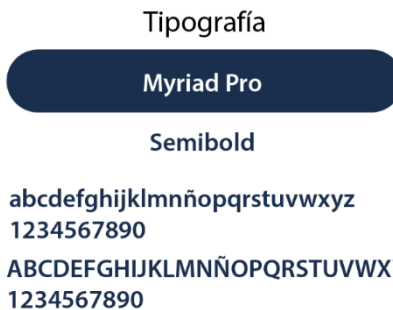 Tipografía
Myriad Pro
Semibold
abcdefghijklmnñopqrstuvwxyz
1234567890
ABCDEFGHIJKLMNÑOPQRSTUVWX
1234567890